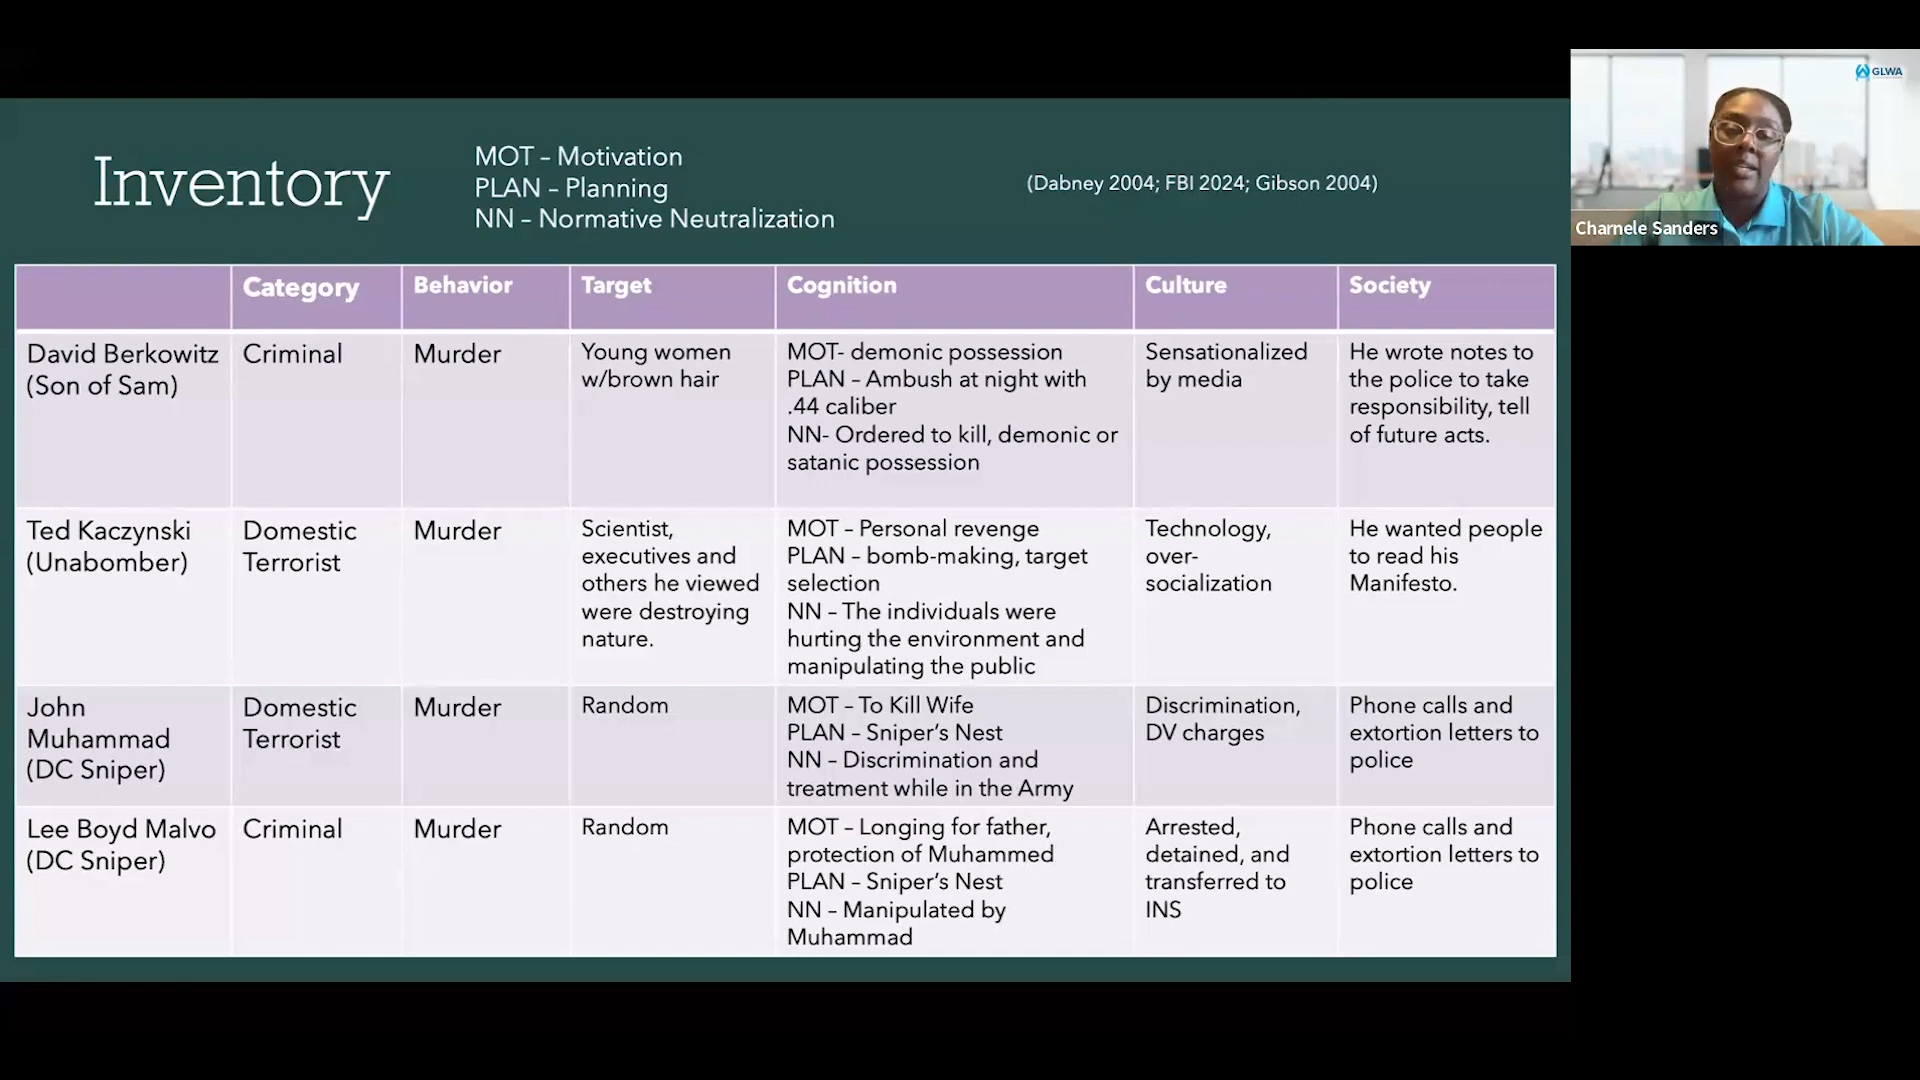 Inventory
MOT – Motivation
PLAN – Planning
NN – Normative Neutralization
(Dabney 2004; FBI 2024; Gibson 2004)
GLWA
Charnele Sanders
Category
Behavior
Target
Cognition
Culture
Society
David Berkowitz
(Son of Sam)
Criminal
Murder
Young women
w/brown hair
MOT- demonic possession
PLAN – Ambush at night with
.44 caliber
NN- Ordered to kill, demonic or
satanic possession
Sensationalized
by media
He wrote notes to
the police to take
responsibility, tell
of future acts.
Ted Kaczynski
(Unabomber)
Domestic
Terrorist
Murder
Scientist,
executives and
others he viewed
were destroying
nature.
MOT – Personal revenge
PLAN – bomb-making, target
selection
NN – The individuals were
hurting the environment and
manipulating the public
Technology,
over-
socialization
He wanted people
to read his
Manifesto.
John
Muhammad
(DC Sniper)
Domestic
Terrorist
Murder
Random
MOT – To Kill Wife
PLAN – Sniper's Nest
NN – Discrimination and
treatment while in the Army
Discrimination,
DV charges
Phone calls and
extortion letters to
police
Lee Boyd Malvo
(DC Sniper)
Criminal
Murder
Random
MOT – Longing for father,
protection of Muhammed
PLAN – Sniper's Nest
NN – Manipulated by
Muhammad
Arrested,
detained, and
transferred to
INS
Phone calls and
extortion letters to
police